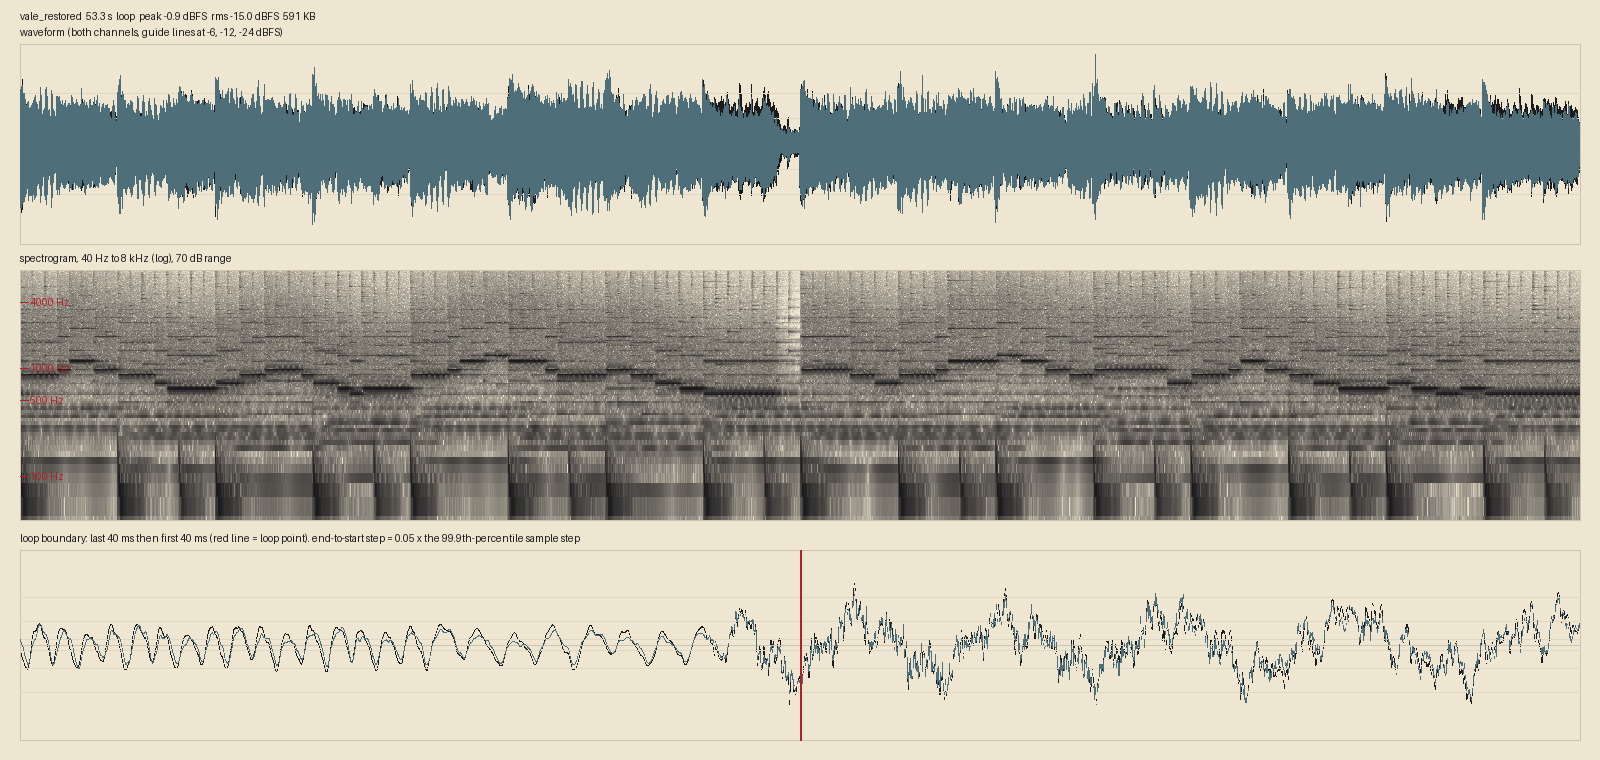 vale_restored 53.3 s loop peak -0.9 dBFS rms -15.0 dBFS 591 KB
waveform (both channels, guide lines at -6, -12, -24 dBFS)
spectrogram, 40 Hz to 8 kHz (log), 70 dB range
4000 Hz
1000 Hz
500 Hz
100 Hz
loop boundary: last 40 ms then first 40 ms (red line = loop point). end-to-start step = 0.05 x the 99.9th-percentile sample step